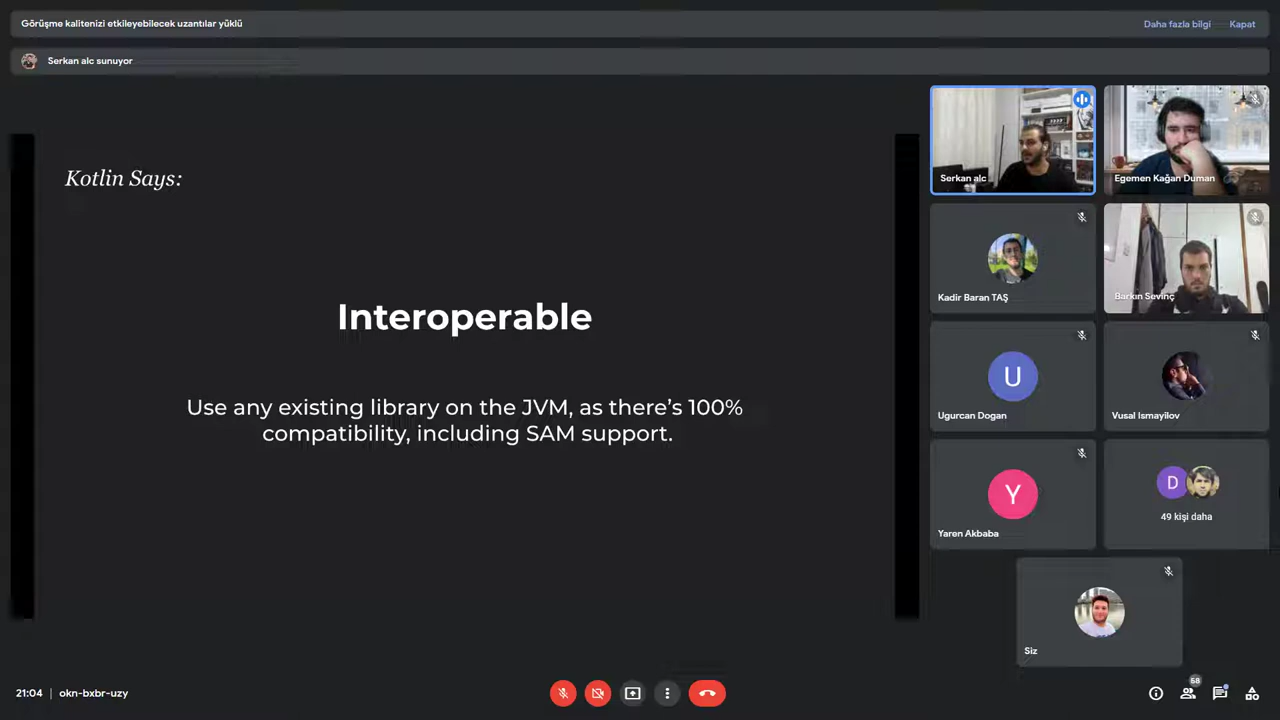 Görüşme kalitenizi etkileyebilecek uzantılar yüklü
Daha fazla bilgi
Kapat
Serkan alc sunuyor
Kotlin Says:
Interoperable
Use any existing library on the JVM, as there’s 100%
compatibility, including SAM support.
Serkan alc
Egemen Kağan Duman
Kadir Baran TAŞ
Barkın Sevinç
U
Ugurcan Dogan
Vusal Ismayilov
Y
Yaren Akbaba
D
49 kişi daha
Siz
21:04 | okn-bxbr-uzy
68